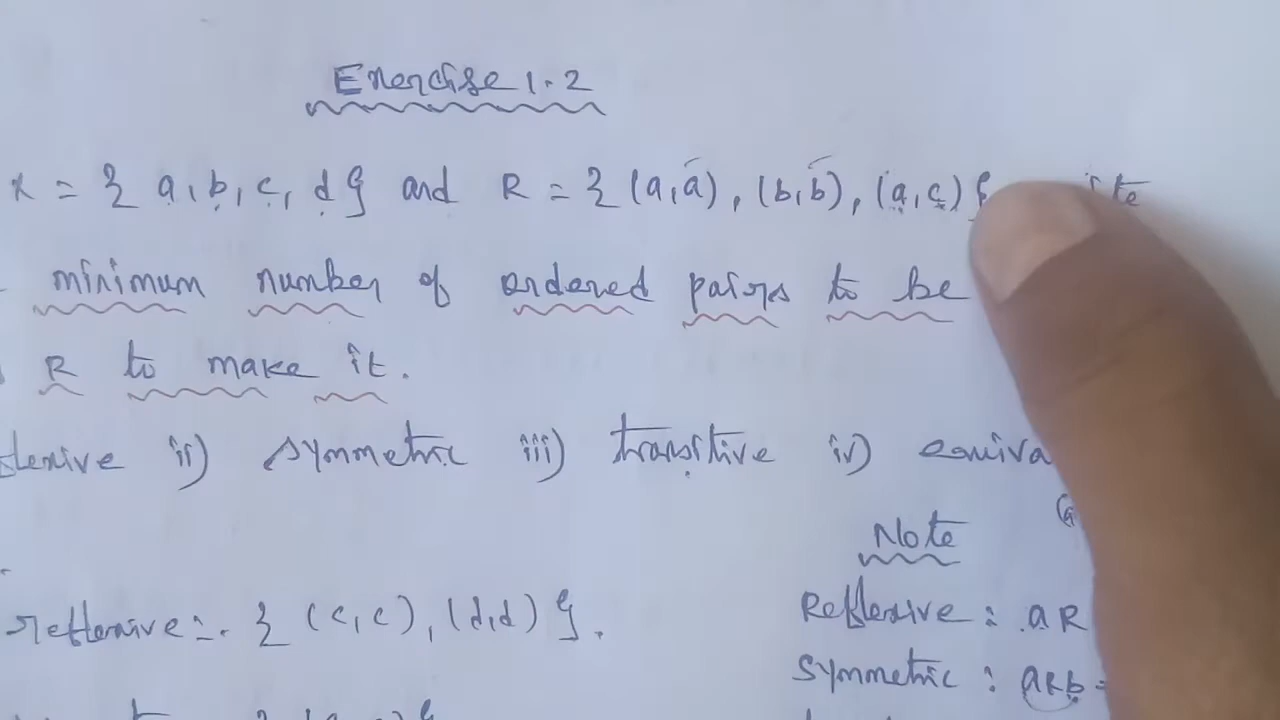 Exercise 1.2
X = { a, b, c, d } and R = { (a, a), (b, b), (a, c) }
minimum number of ordered pairs to be
R to make it.
ii) symmetric iii) transitive iv)
Note
reflexive :- { (c, c), (d, d) }.
Reflexive : aR
Symmetric : aRb